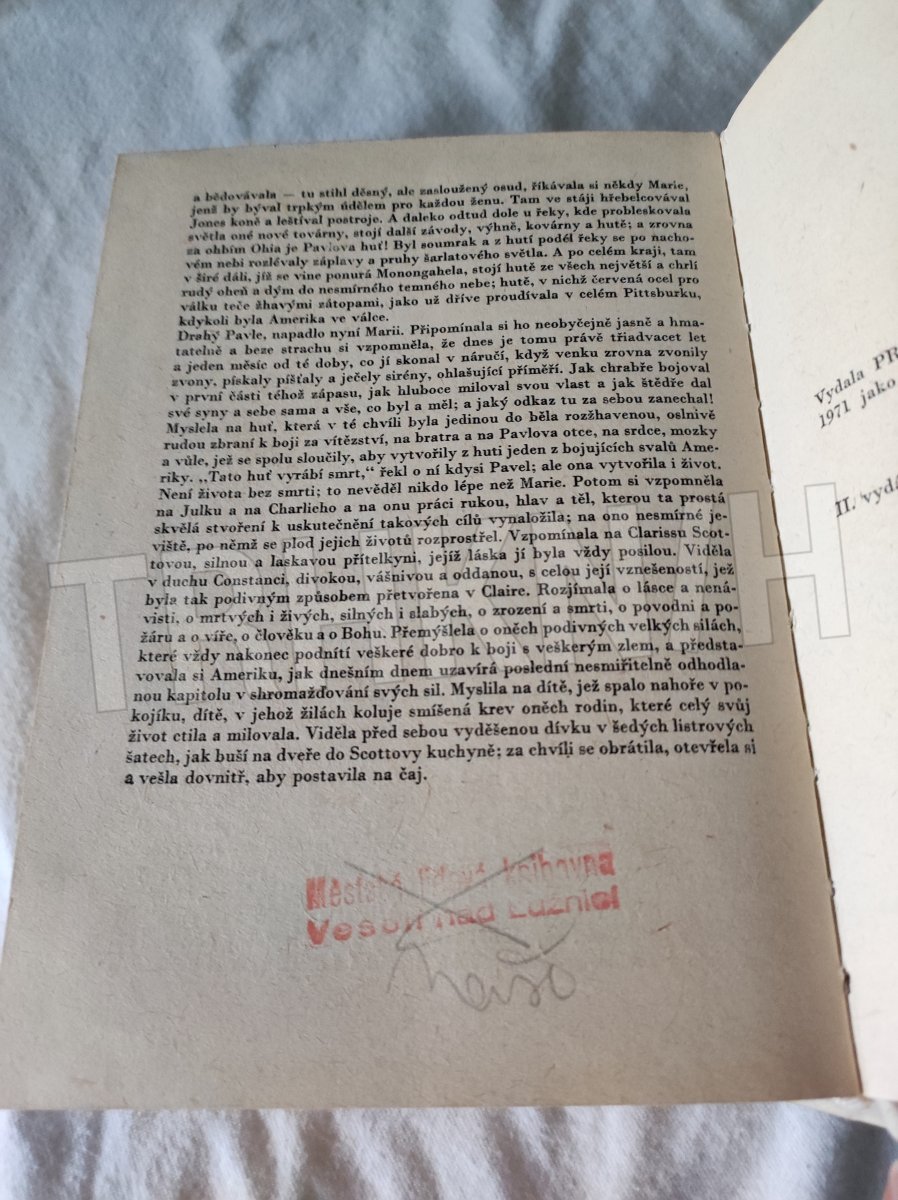 a bědovávala — tu stihl děsný, ale zasloužený osud, říkávala si někdy Marie,
jenž by býval trpkým údělem pro každou ženu. Tam ve stáji hřebelcovával
Jones koně a leštíval postroje. A daleko odtud dole u řeky, kde probleskovala
světla oné nové továrny, stojí další závody, výhně, kovárny a hutě; a zrovna
za ohbím Ohia je Pavlova huť! Byl soumrak a z hutí podél řeky se po nacho-
vém nebi rozlévaly záplavy a pruhy šarlatového světla. A po celém kraji, tam
v širé dáli, jíž se vine ponurá Monongahela, stojí hutě ze všech největší a chrlí
rudý oheň a dým do nesmírného temného nebe; hutě, v nichž červená ocel pro
válku teče žhavými zátopami, jako už dříve proudívala v celém Pittsburku,
kdykoli byla Amerika ve válce.
Drahý Pavle, napadlo nyní Marii. Připomínala si ho neobyčejně jasně a hma-
tatelně a beze strachu si vzpomněla, že dnes je tomu právě třiadvacet let
a jeden měsíc od té doby, co jí skonal v náručí, když venku zrovna zvonily
zvony, pískaly píšťaly a ječely sirény, ohlašující příměří. Jak chrabře bojoval
v první části téhož zápasu, jak hluboce miloval svou vlast a jak štědře dal
své syny a sebe sama a vše, co byl a měl; a jaký odkaz tu za sebou zanechal!
Myslela na huť, která v té chvíli byla jedinou do běla rozžhavenou, oslnivě
rudou zbraní k boji za vítězství, na bratra a na Pavlova otce, na srdce, mozky
a vůle, jež se spolu sloučily, aby vytvořily z huti jeden z bojujících svalů Ame-
riky. „Tato huť vyrábí smrt,“ řekl o ní kdysi Pavel; ale ona vytvořila i život.
Není života bez smrti; to nevěděl nikdo lépe než Marie. Potom si vzpomněla
na Julku a na Charlieho a na onu práci rukou, hlav a těl, kterou ta prostá
skvělá stvoření k uskutečnění takových cílů vynaložila; na ono nesmírné je-
viště, po němž se plod jejich životů rozprostřel. Vzpomínala na Clarissu Scot-
tovou, silnou a laskavou přítelkyni, jejíž láska jí byla vždy posilou. Viděla
v duchu Constanci, divokou, vášnivou a oddanou, s celou její vznešeností, jež
byla tak podivným způsobem přetvořena v Claire. Rozjímala o lásce a nená-
visti, o mrtvých i živých, silných i slabých, o zrození a smrti, o povodni a po-
žáru a o víře, o člověku a o Bohu. Přemýšlela o oněch podivných velkých silách,
které vždy nakonec podnítí veškeré dobro k boji s veškerým zlem, a představ-
ovala si Ameriku, jak dnešním dnem uzavírá poslední nesmiřitelně odhodla-
nou kapitolu v shromažďování svých sil. Myslila na dítě, jež spalo nahoře v po-
kojíku, dítě, v jehož žilách koluje smíšená krev oněch rodin, které celý svůj
život ctila a milovala. Viděla před sebou vyděšenou dívku v šedých listrových
šatech, jak buší na dveře do Scottovy kuchyně; za chvíli se obrátila, otevřela si
a vešla dovnitř, aby postavila na čaj.
Městská lidová knihovna
Veselí nad Lužnicí
Vydala PR
1971 jako
II. vydá